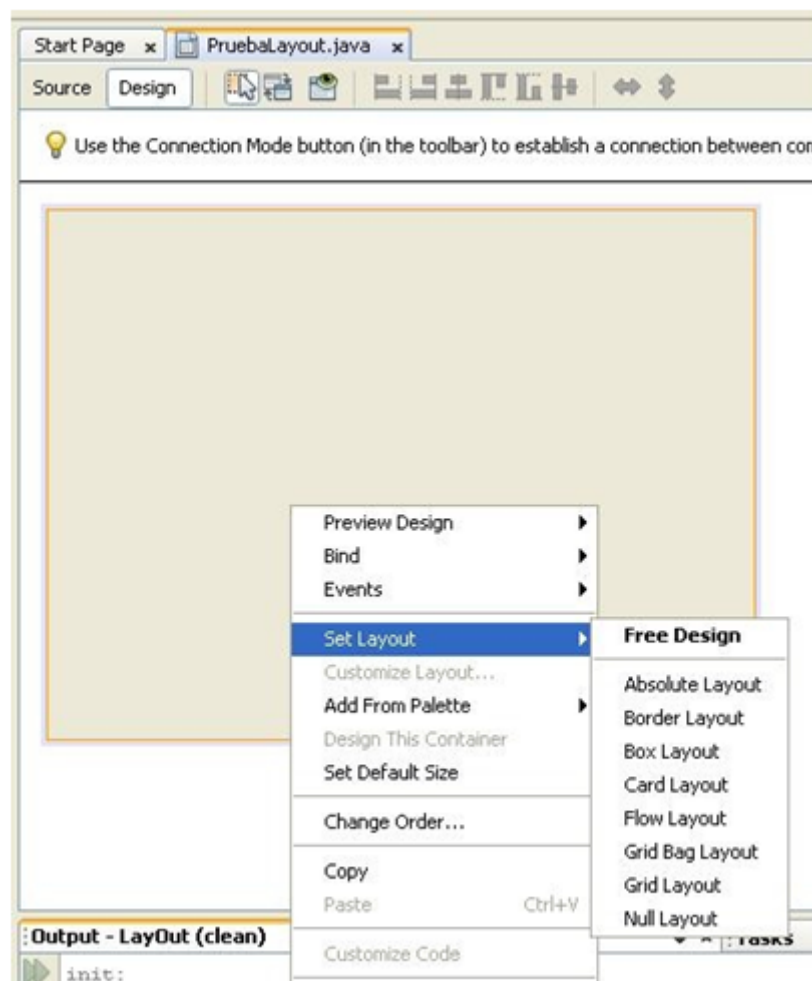 Start Page
PruebaLayout.java
Source Design
Use the Connection Mode button (in the toolbar) to establish a connection between
Preview Design
Bind
Events
Set Layout
Customize Layout...
Add From Palette
Design This Container
Set Default Size
Change Order...
Copy
Paste Ctrl+V
Customize Code
Free Design
Absolute Layout
Border Layout
Box Layout
Card Layout
Flow Layout
Grid Bag Layout
Grid Layout
Null Layout
Output - LayOut (clean)
Tasks
init: